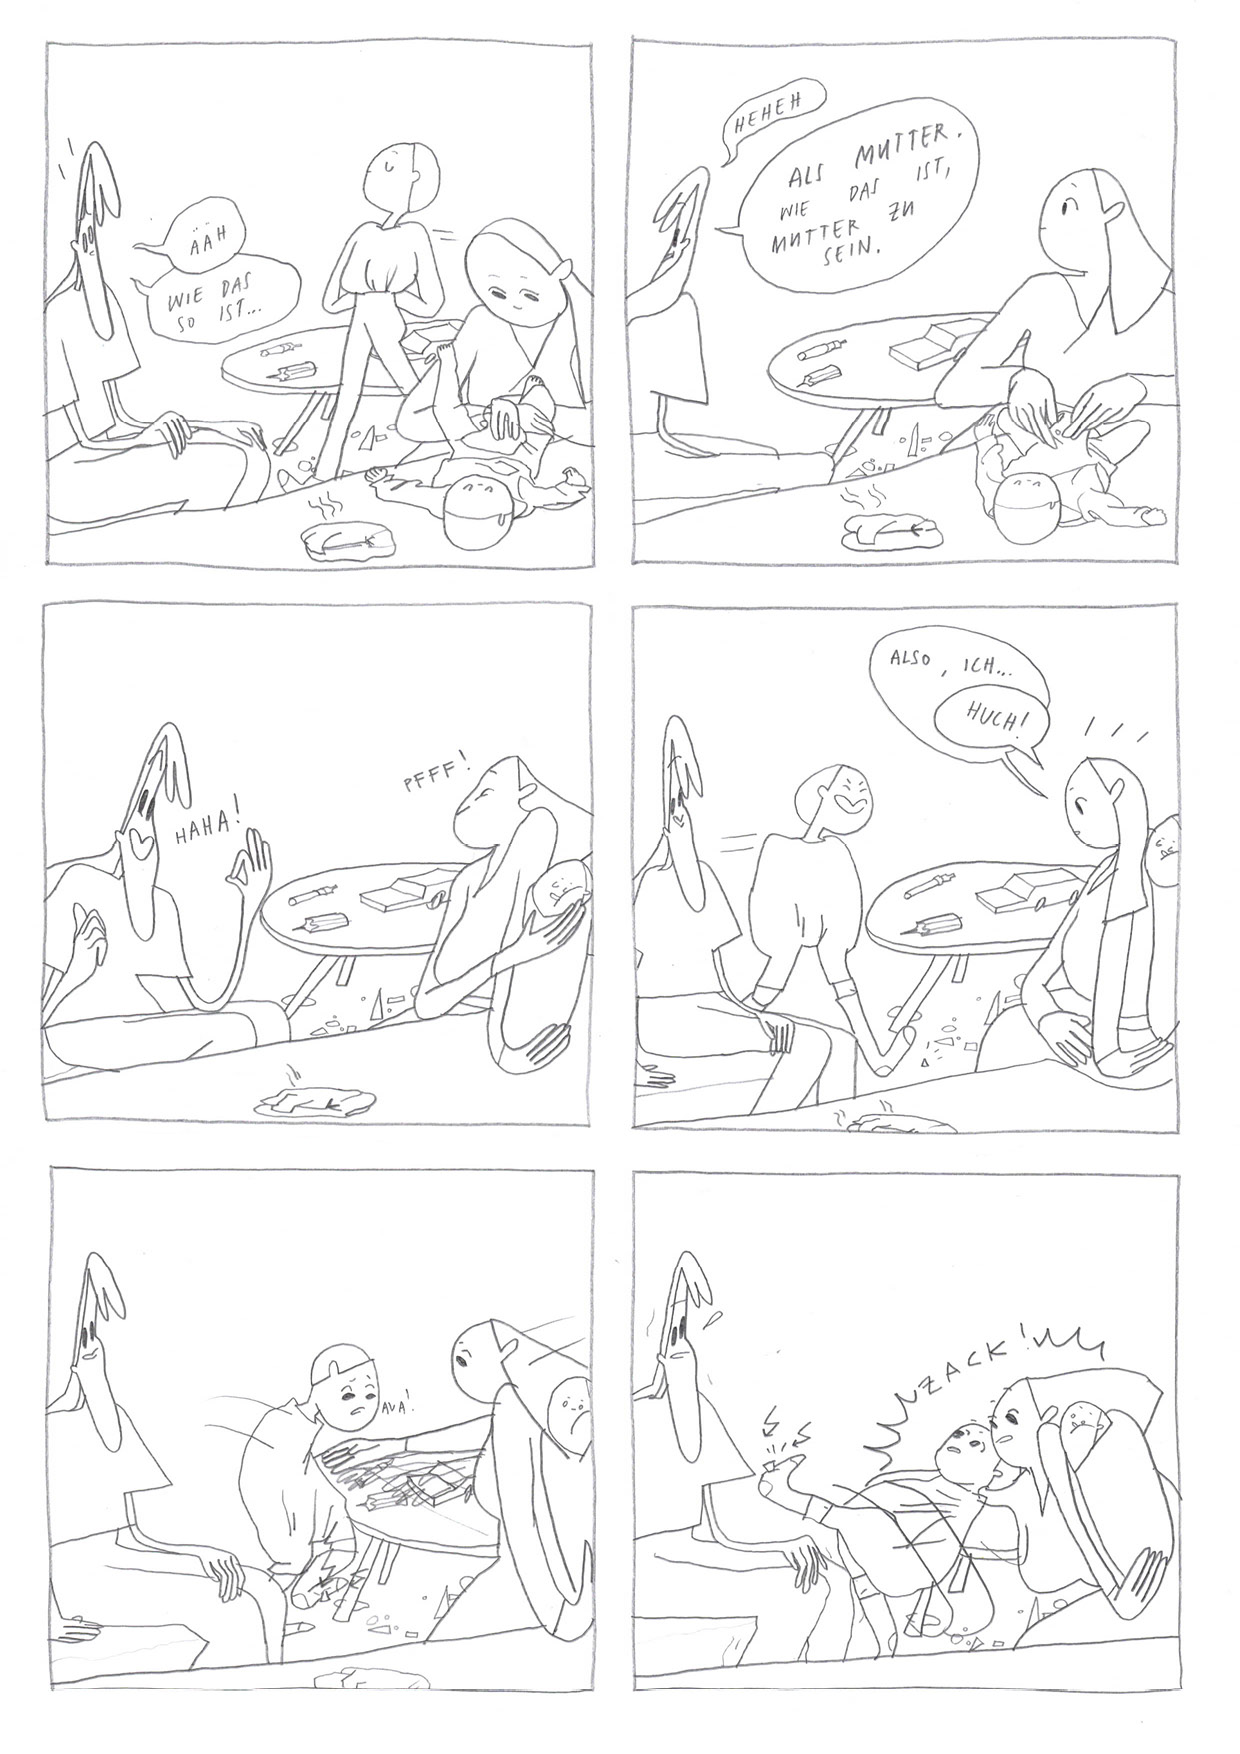 ÄÄH
WIE DAS
SO IST...
HEHEH
ALS MUTTER.
WIE DAS IST,
MUTTER ZU
SEIN.
HAHA!
PFFF!
ALSO, ICH...
HUCH!
AUA!
ZACK!